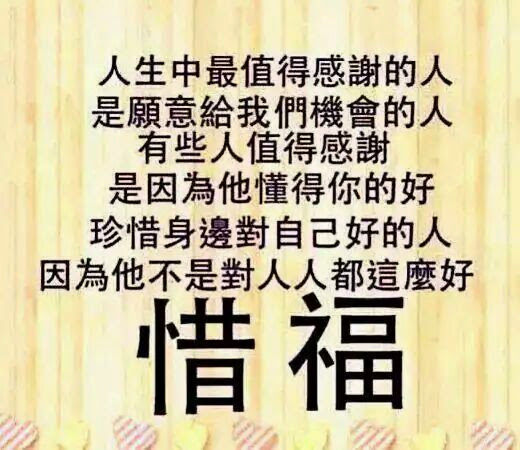 人生中最值得感謝的人
是願意給我們機會的人
有些人值得感謝
是因為他懂得你的好
珍惜身邊對自己好的人
因為他不是對人人都這麼好
惜福